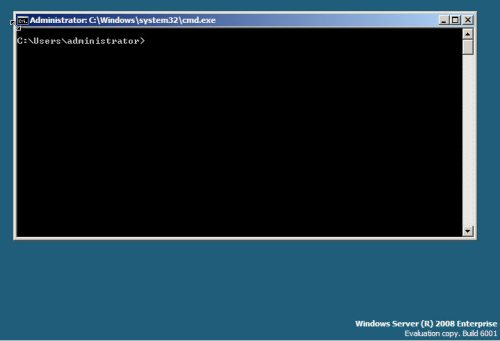 Administrator: C:\Windows\system32\cmd.exe
C:\Users\administrator>
Windows Server (R) 2008 Enterprise
Evaluation copy. Build 6001